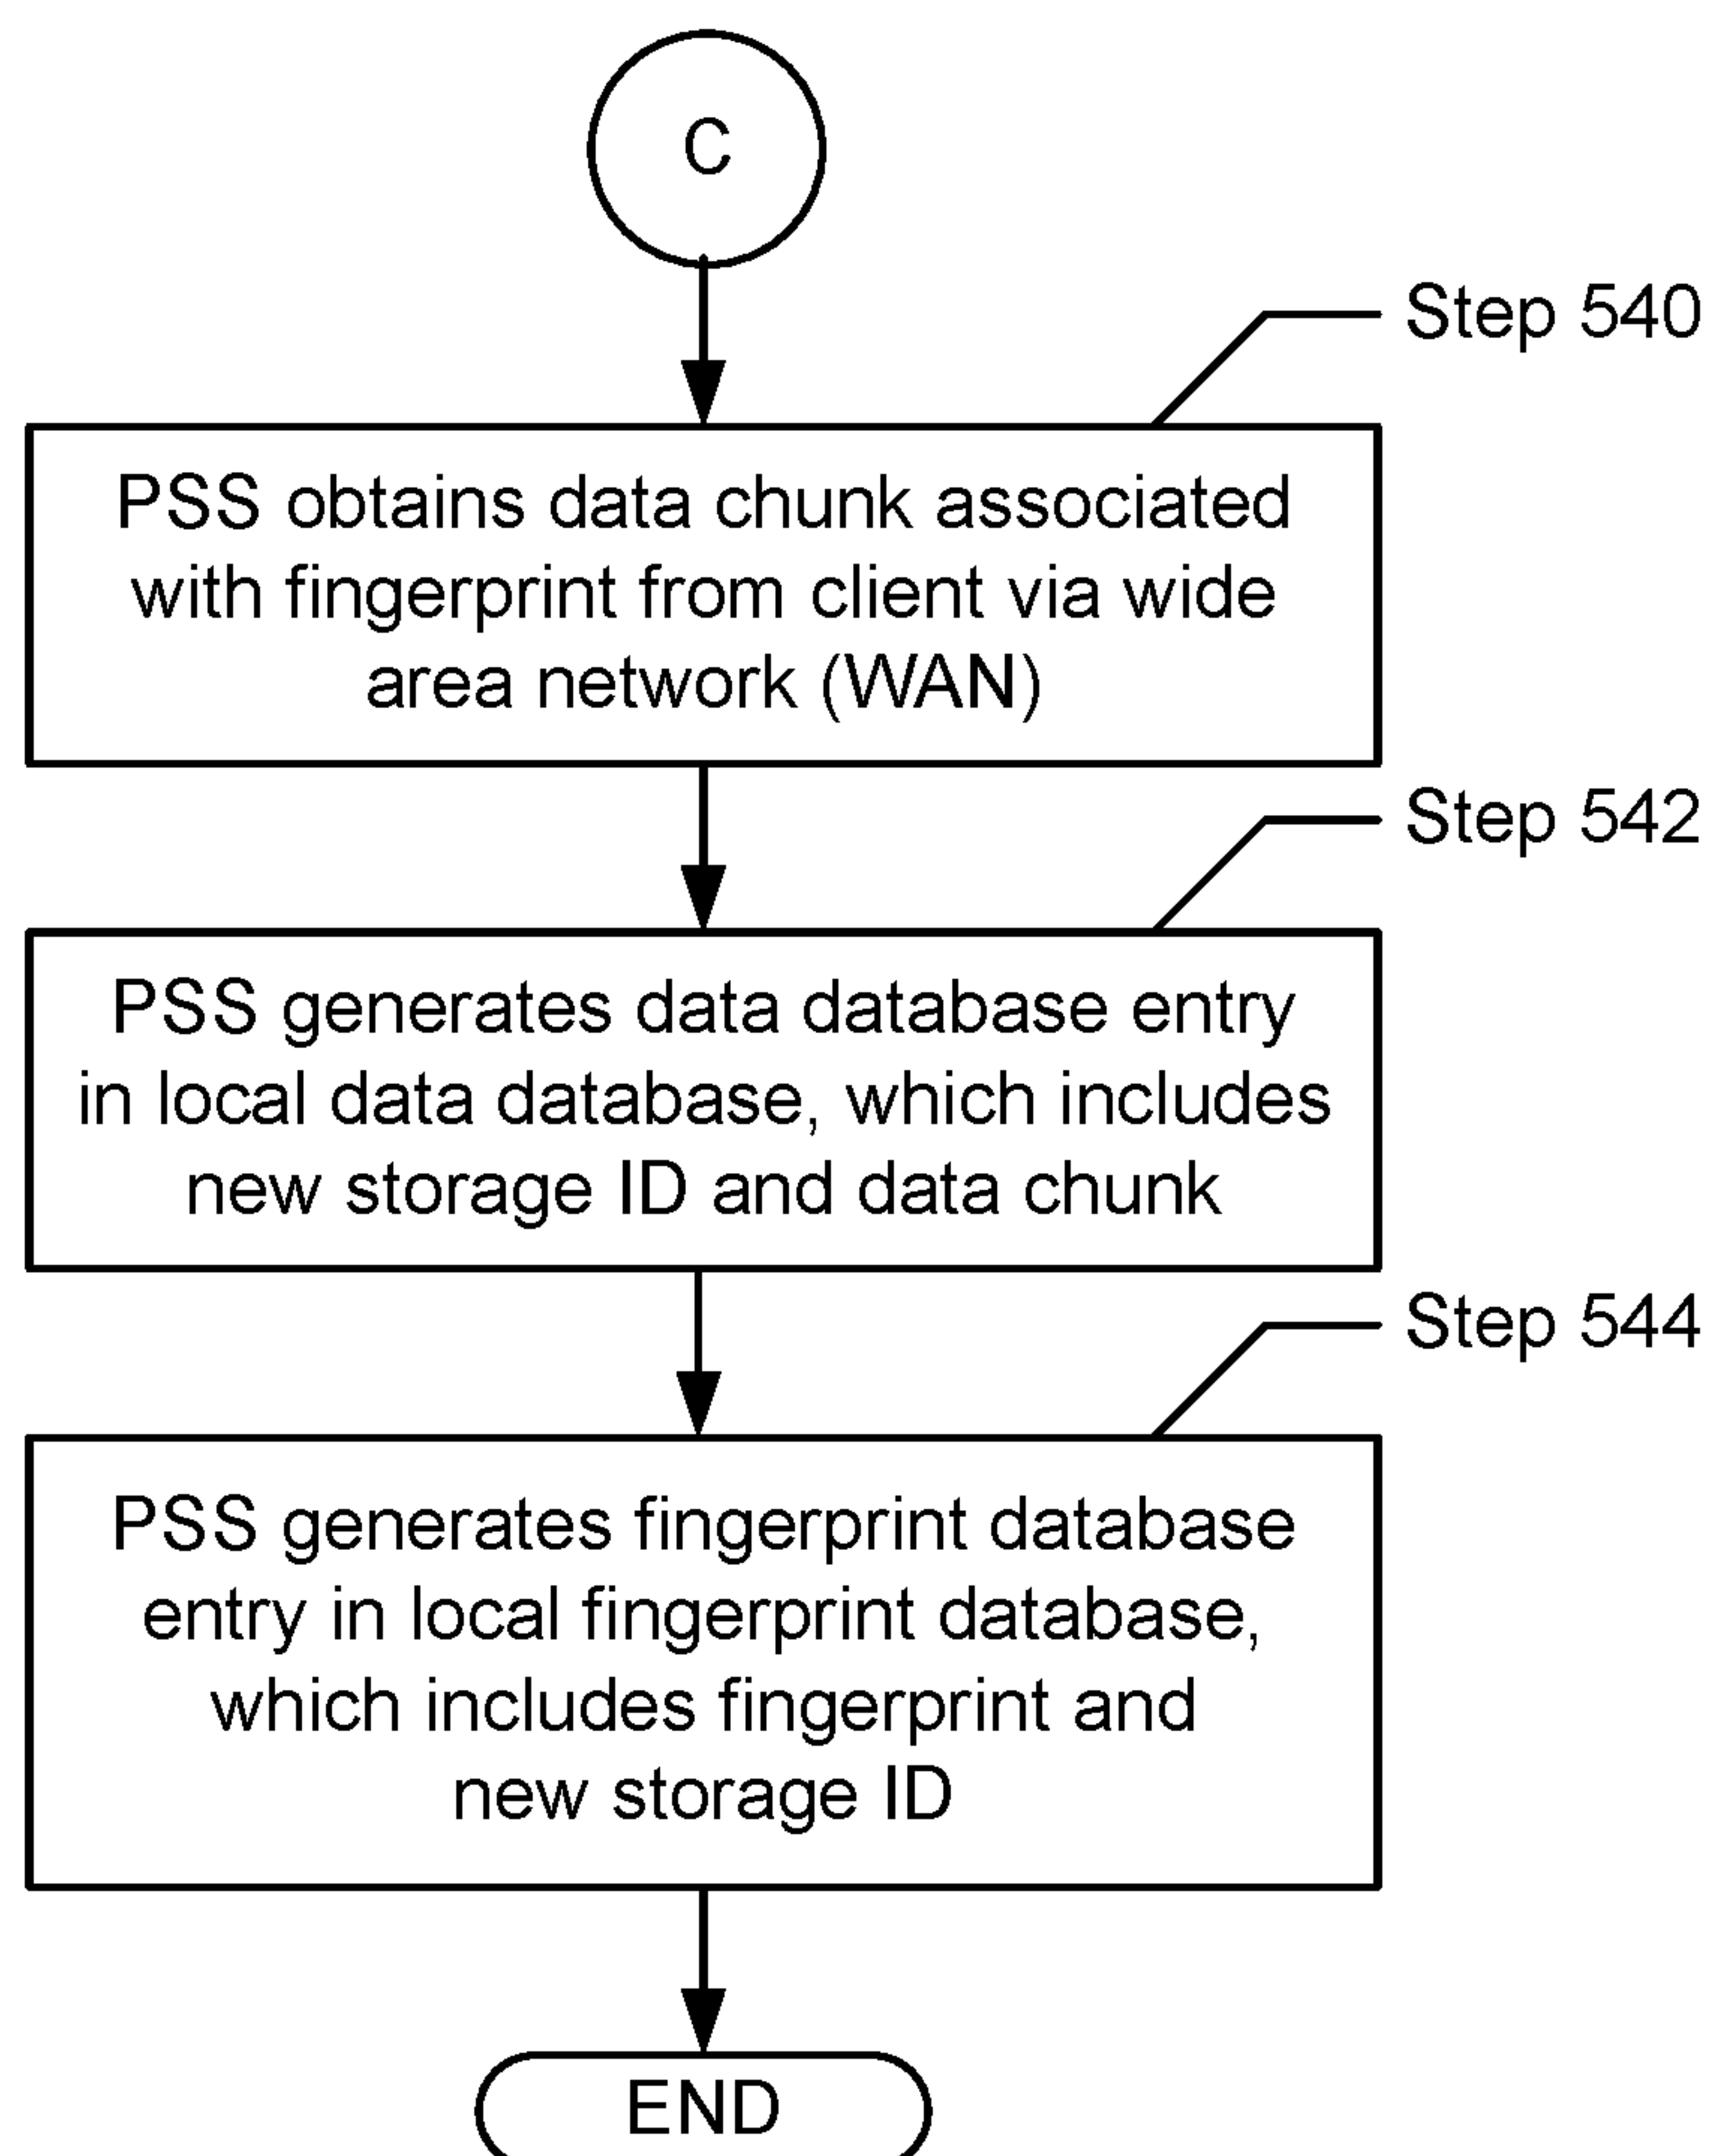 C
Step 540
PSS obtains data chunk associated
with fingerprint from client via wide
area network (WAN)
Step 542
PSS generates data database entry
in local data database, which includes
new storage ID and data chunk
Step 544
PSS generates fingerprint database
entry in local fingerprint database,
which includes fingerprint and
new storage ID
END